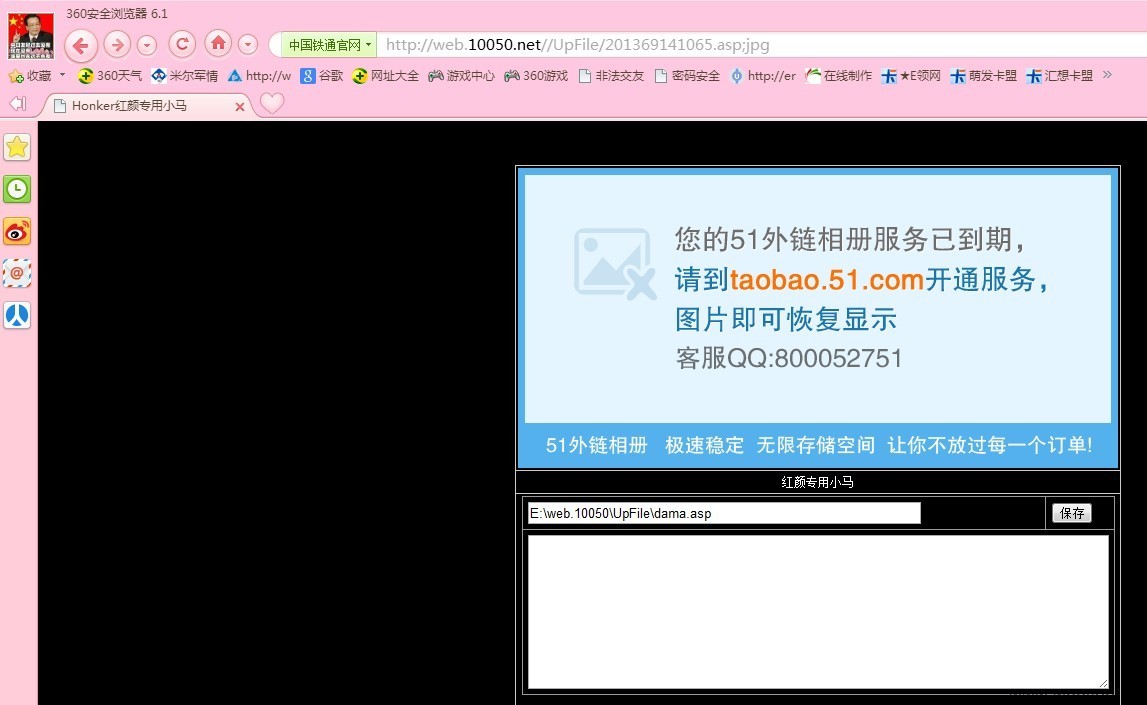 360安全浏览器 6.1
中国铁通官网 http://web.10050.net//UpFile/201369141065.asp;jpg
收藏 360天气 米尔军情 http://w 谷歌 网址大全 游戏中心 360游戏 非法交友 密码安全 http://er 在线制作 ★E领网 萌发卡盟 汇想卡盟 »
Honker红颜专用小马
您的51外链相册服务已到期，
请到taobao.51.com开通服务，
图片即可恢复显示
客服QQ:800052751
51外链相册 极速稳定 无限存储空间 让你不放过每一个订单!
红颜专用小马
E:\web.10050\UpFile\dama.asp 保存